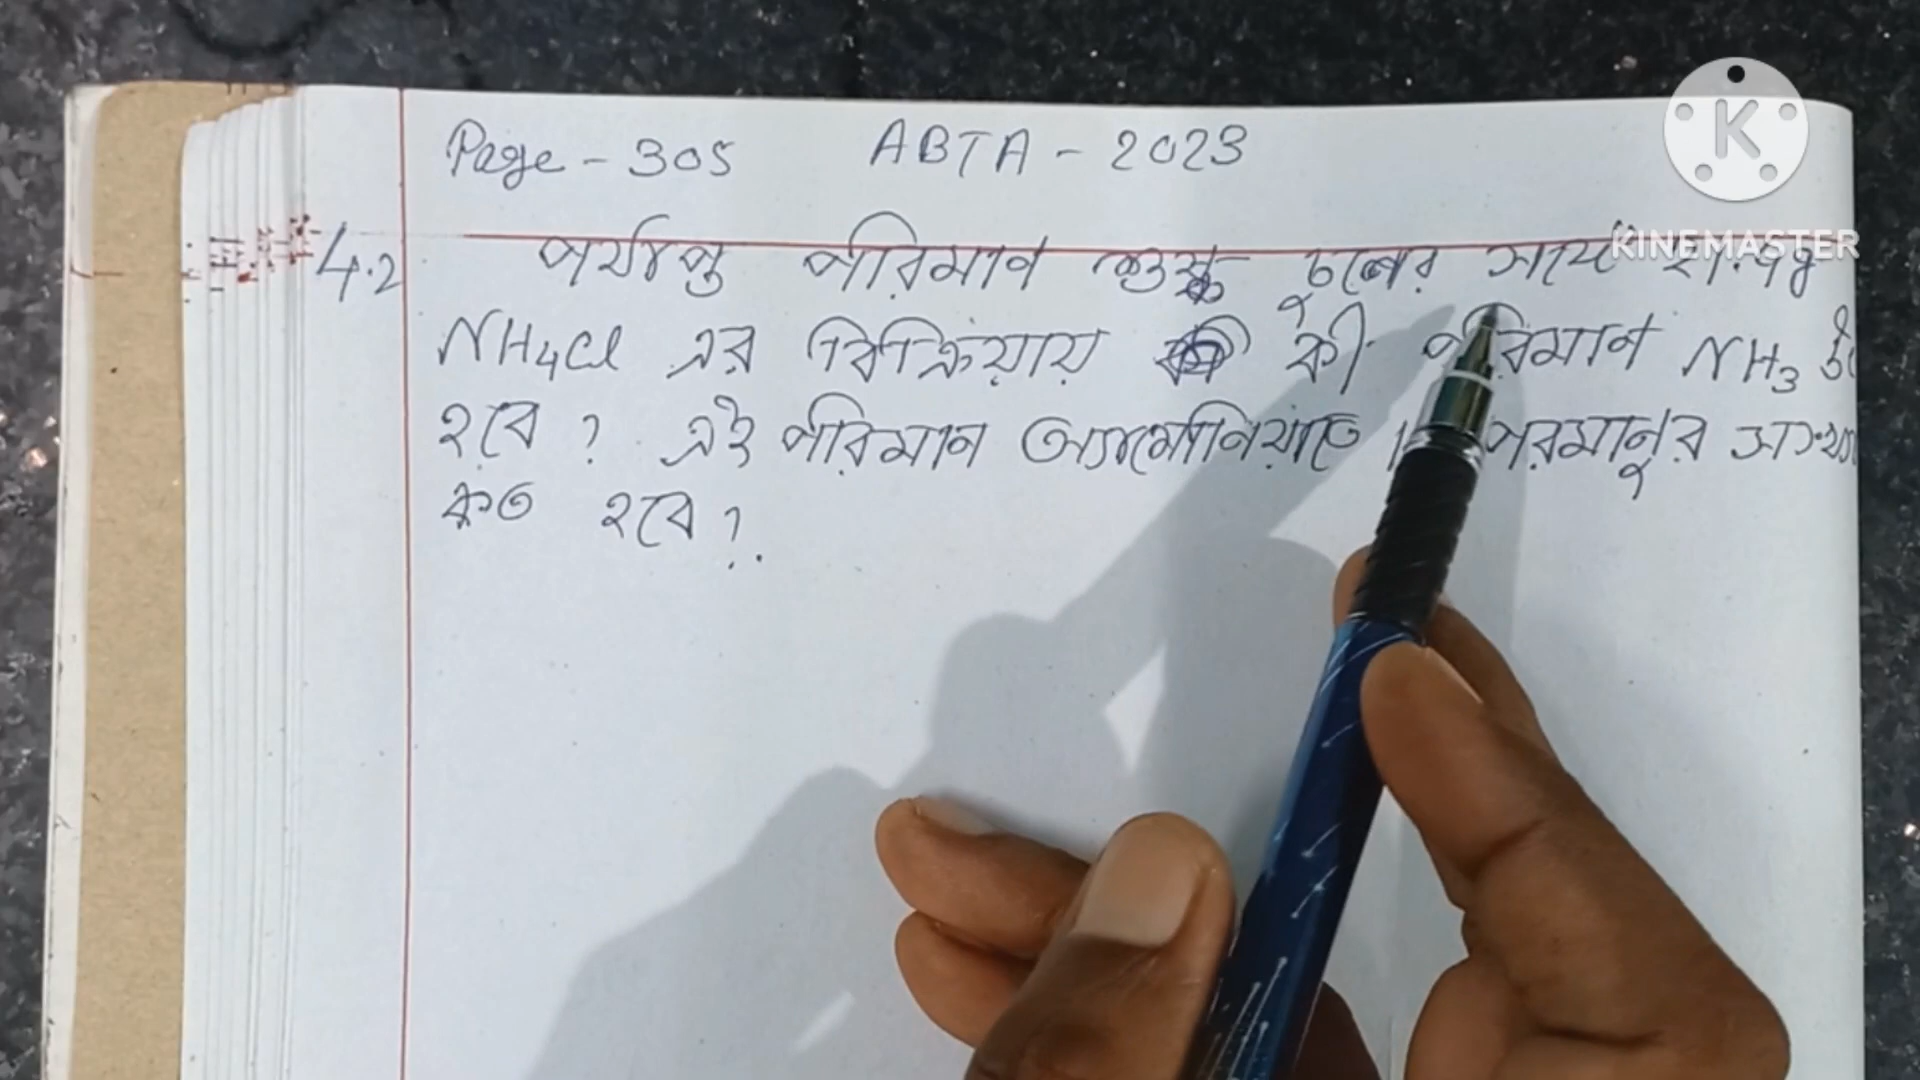 Page - 305 ABTA - 2023
K
KINEMASTER
4.2 পর্যাপ্ত পরিমান শুষ্ক চুনের সাথে
NH4Cl এর বিক্রিয়ায় কী পরিমান NH3
হবে ? এই পরিমান অ্যামোনিয়াতে পরমানুর সংখ্যা
কত হবে ?.